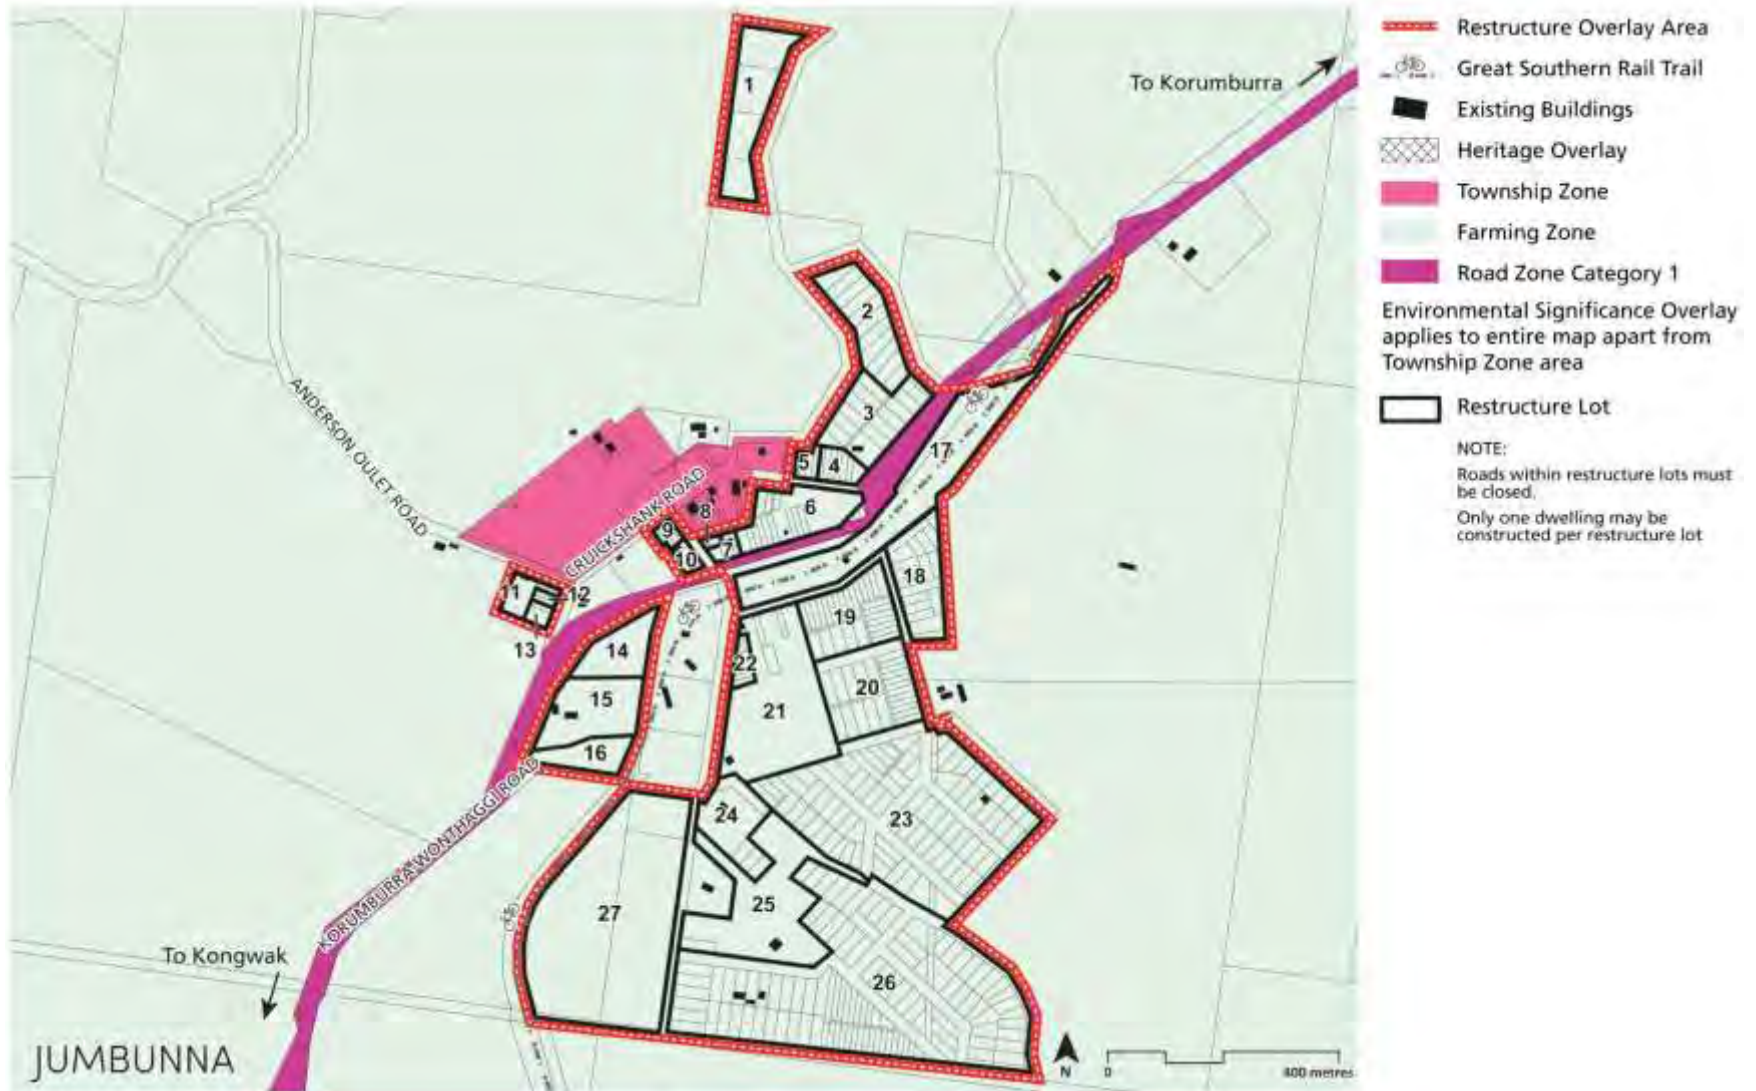 1
To Korumburra
2
3
17
5
4
6
8
9
7
10
CRUICKSHANK ROAD
ANDERSON OULET ROAD
11
12
13
18
19
14
22
20
15
21
16
23
24
25
27
26
KORUMBURRA WONTHAGGI ROAD
To Kongwak
JUMBUNNA
N
0
800 metres
Restructure Overlay Area
Great Southern Rail Trail
Existing Buildings
Heritage Overlay
Township Zone
Farming Zone
Road Zone Category 1
Environmental Significance Overlay
applies to entire map apart from
Township Zone area
Restructure Lot
NOTE:
Roads within restructure lots must
be closed.
Only one dwelling may be
constructed per restructure lot